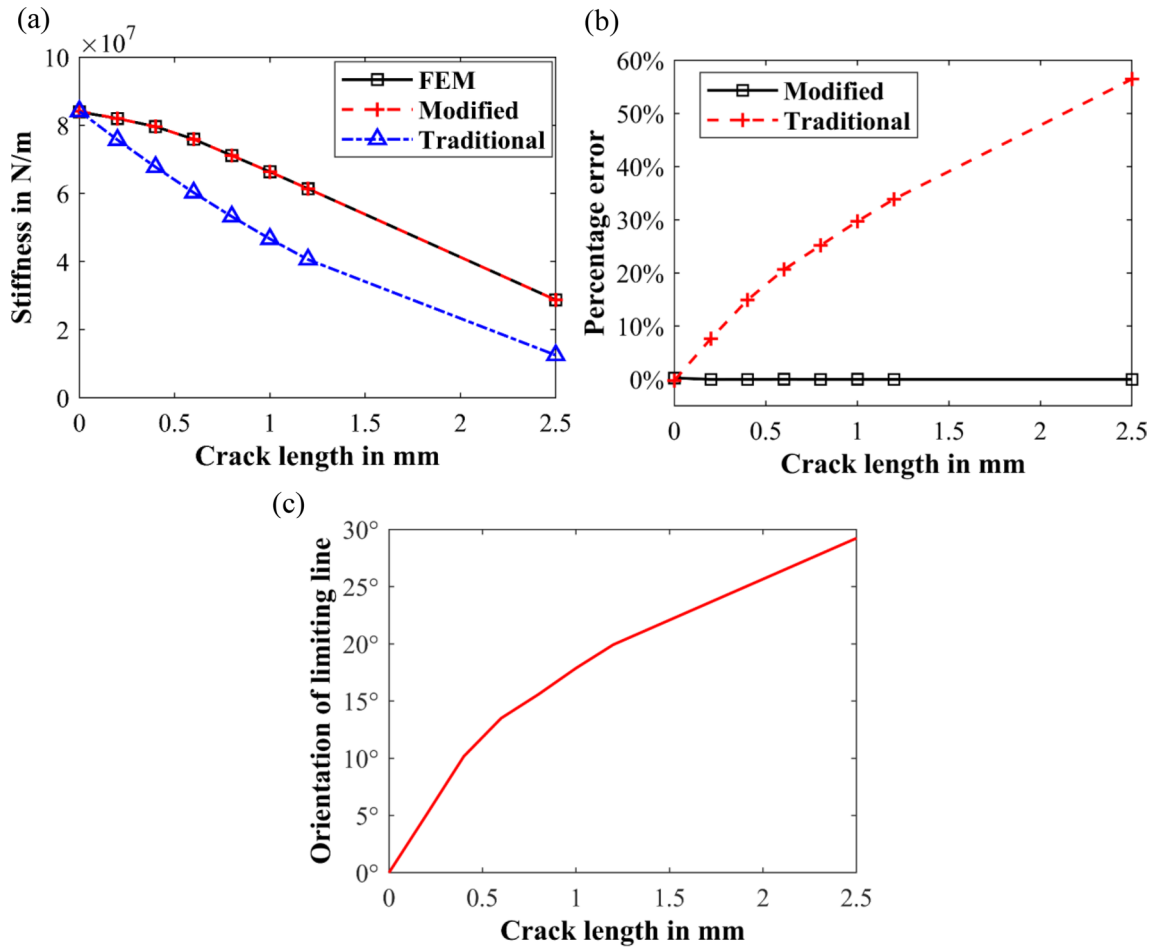 (a)
×10⁷
10
8
6
4
2
0
0
0.5
1
1.5
2
2.5
Stiffness in N/m
Crack length in mm
FEM
Modified
Traditional
(b)
60%
50%
40%
30%
20%
10%
0%
0
0.5
1
1.5
2
2.5
Percentage error
Crack length in mm
Modified
Traditional
(c)
30°
25°
20°
15°
10°
5°
0°
0
0.5
1
1.5
2
2.5
Orientation of limiting line
Crack length in mm